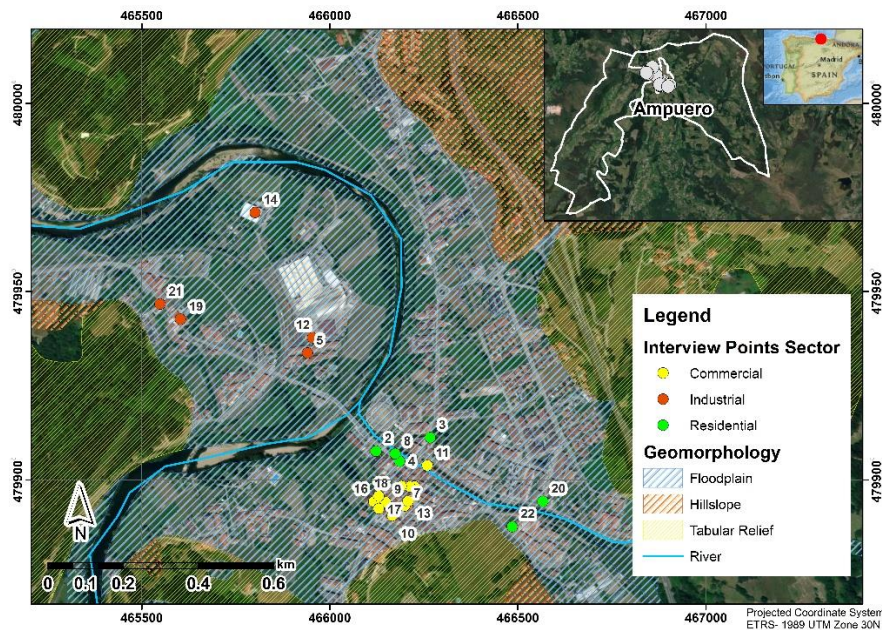 465500 466000 466500 467000
ANDORRA
PORTUGAL
Madrid
SPAIN
Ampuero
480000
479950
479900
14
21
19
12
5
3
2
8
4
11
16
18
9
7
17
13
10
20
22
N
km
0 0.1 0.2 0.4 0.6
Legend
Interview Points Sector
Commercial
Industrial
Residential
Geomorphology
Floodplain
Hillslope
Tabular Relief
River
Projected Coordinate System
ETRS- 1989 UTM Zone 30N